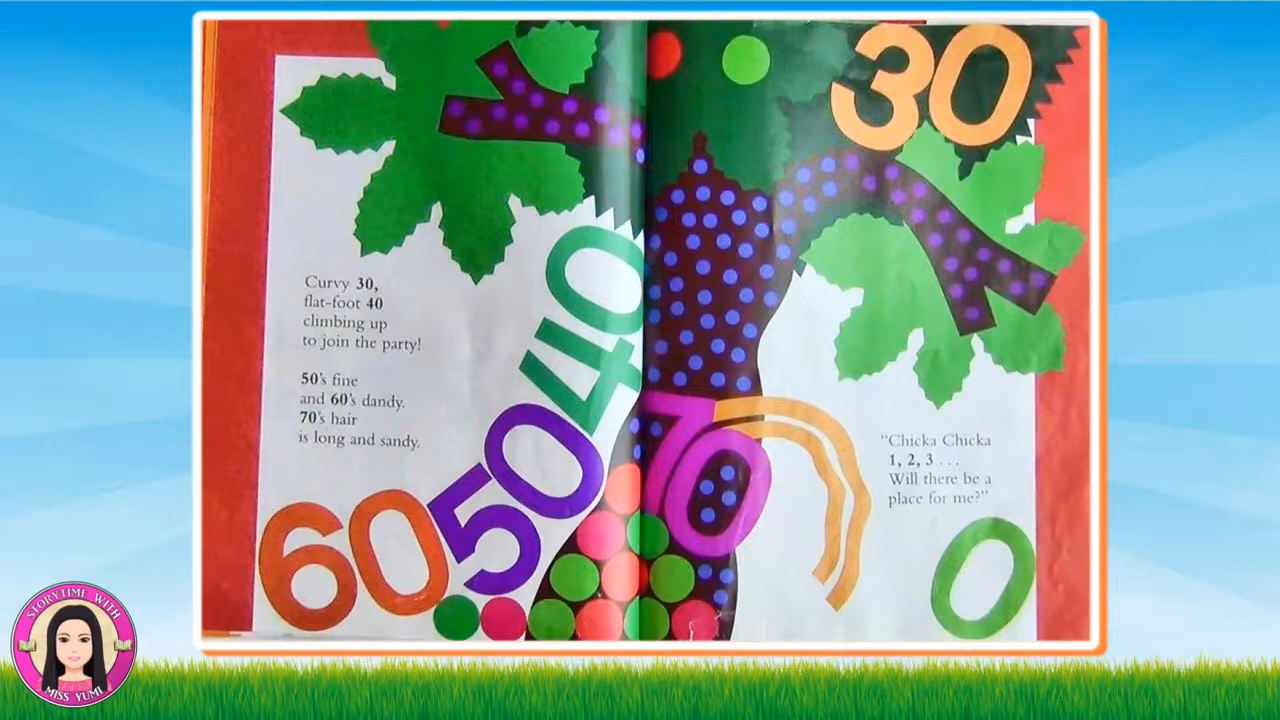 Curvy 30,
flat-foot 40
climbing up
to join the party!
50's fine
and 60's dandy.
70's hair
is long and sandy.
30
40
50
60
70
"Chicka Chicka
1, 2, 3 . . .
Will there be a
place for me?"
0
STORYTIME WITH
MISS YUMI